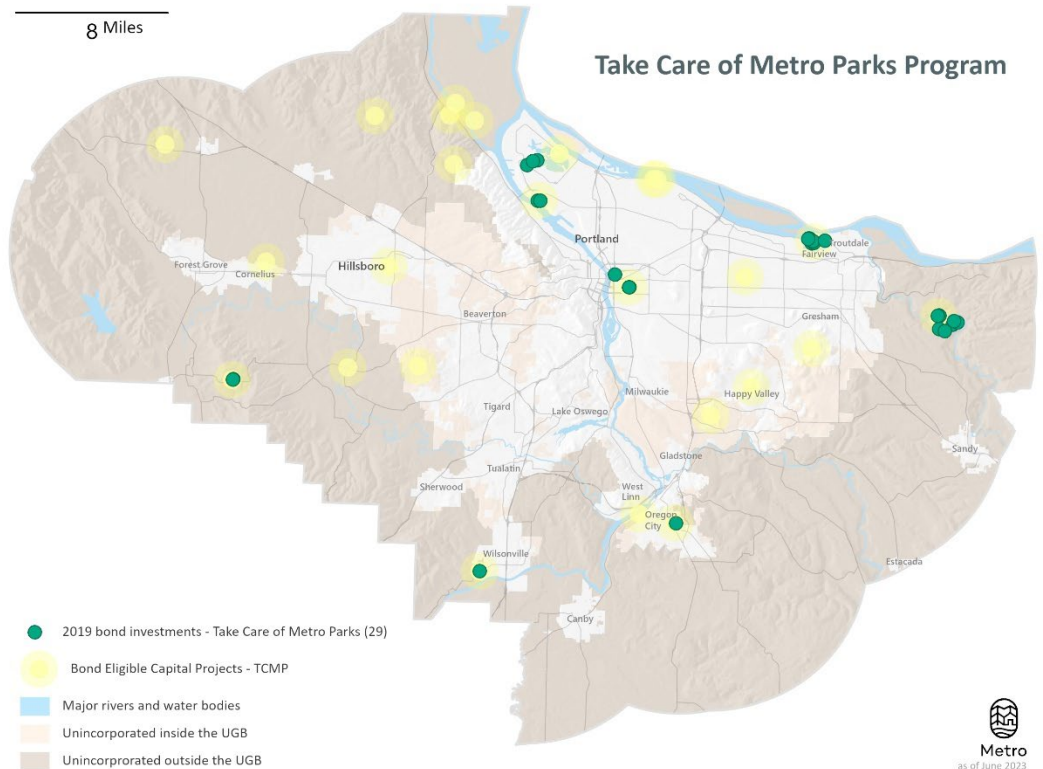 8 Miles
Take Care of Metro Parks Program
Portland
Troutdale
Fairview
Forest Grove
Cornelius
Hillsboro
Beaverton
Gresham
Milwaukie
Happy Valley
Tigard
Lake Oswego
Gladstone
Sandy
Tualatin
Sherwood
West
Linn
Oregon
City
Wilsonville
Estacada
Canby
2019 bond investments - Take Care of Metro Parks (29)
Bond Eligible Capital Projects - TCMP
Major rivers and water bodies
Unincorporated inside the UGB
Unincorprorated outside the UGB
Metro
as of June 2023